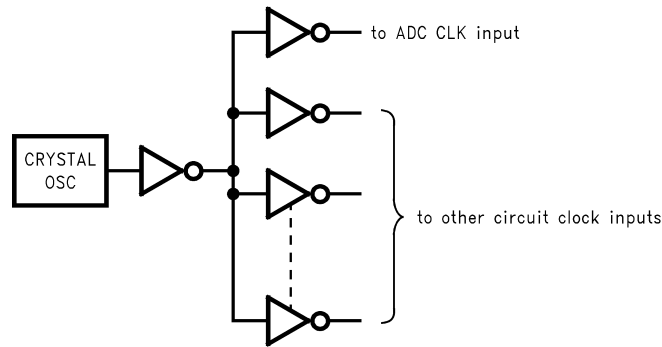 to ADC CLK input
CRYSTAL
OSC
to other circuit clock inputs